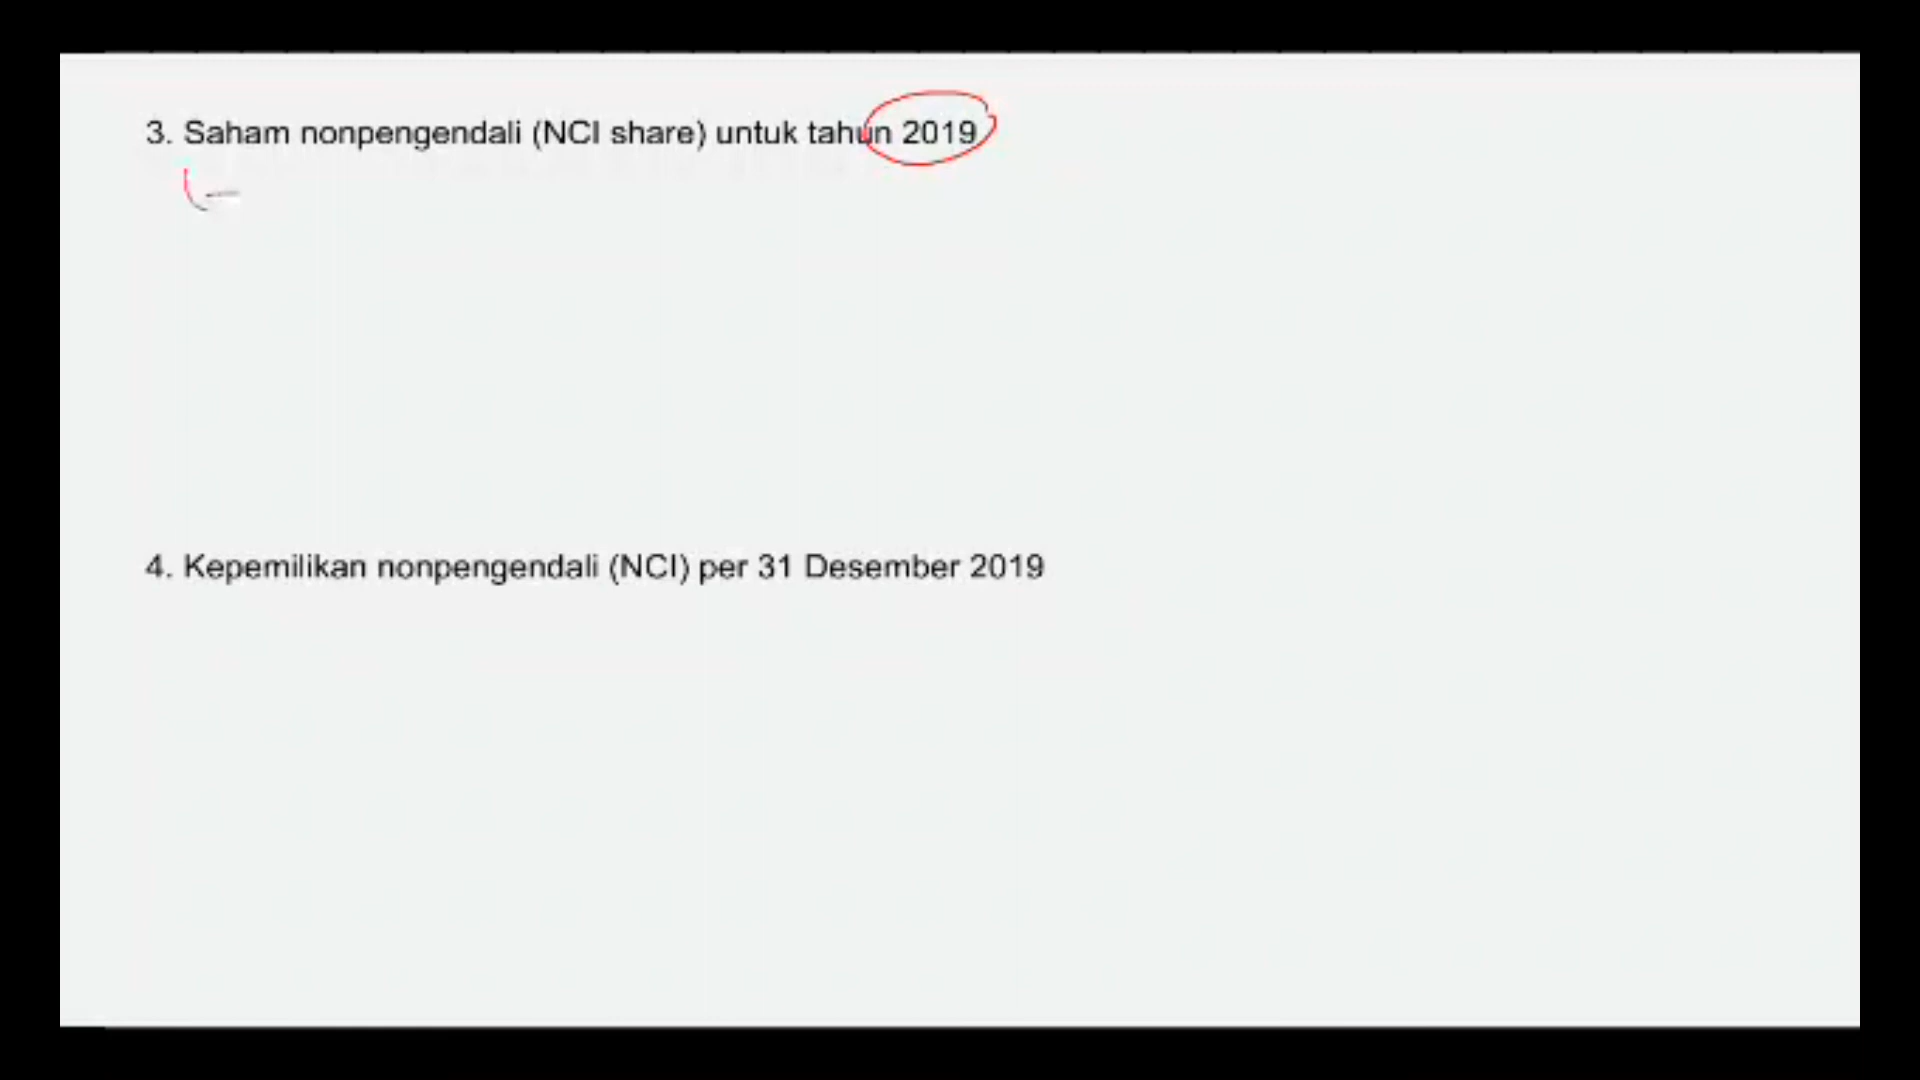 3. Saham nonpengendali (NCI share) untuk tahun 2019
4. Kepemilikan nonpengendali (NCI) per 31 Desember 2019